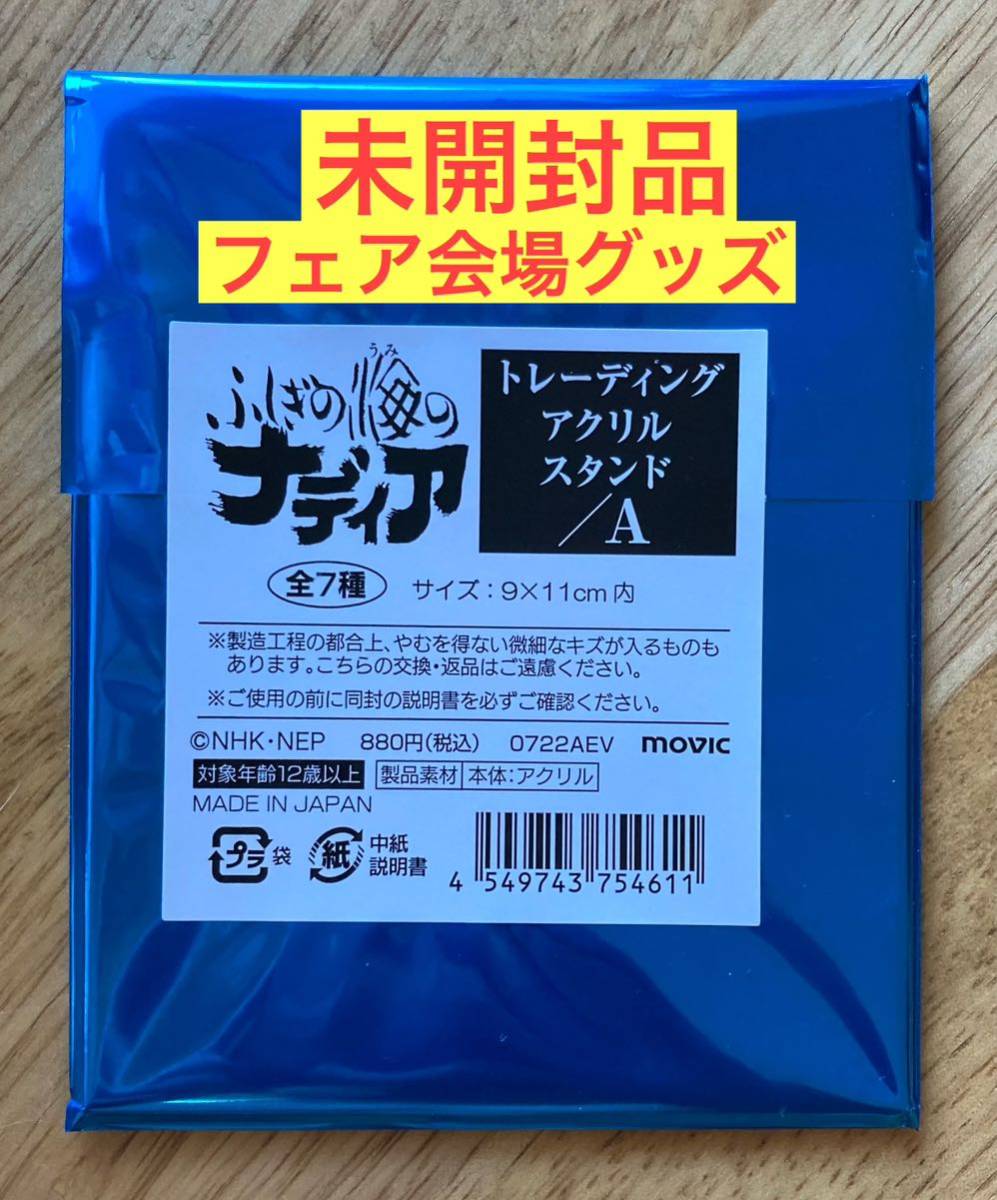 未開封品
フェア会場グッズ
うみ
ふしぎの海の
ナディア
トレーディング
アクリル
スタンド
/A
全7種
サイズ：9×11cm内
※製造工程の都合上、やむを得ない微細なキズが入るものも
あります。こちらの交換・返品はご遠慮ください。
※ご使用の前に同封の説明書を必ずご確認ください。
©NHK・NEP 880円(税込) 0722AEV movic
対象年齢12歳以上 製品素材 本体：アクリル
MADE IN JAPAN
プラ 袋 紙 中紙
説明書
4 549743 754611